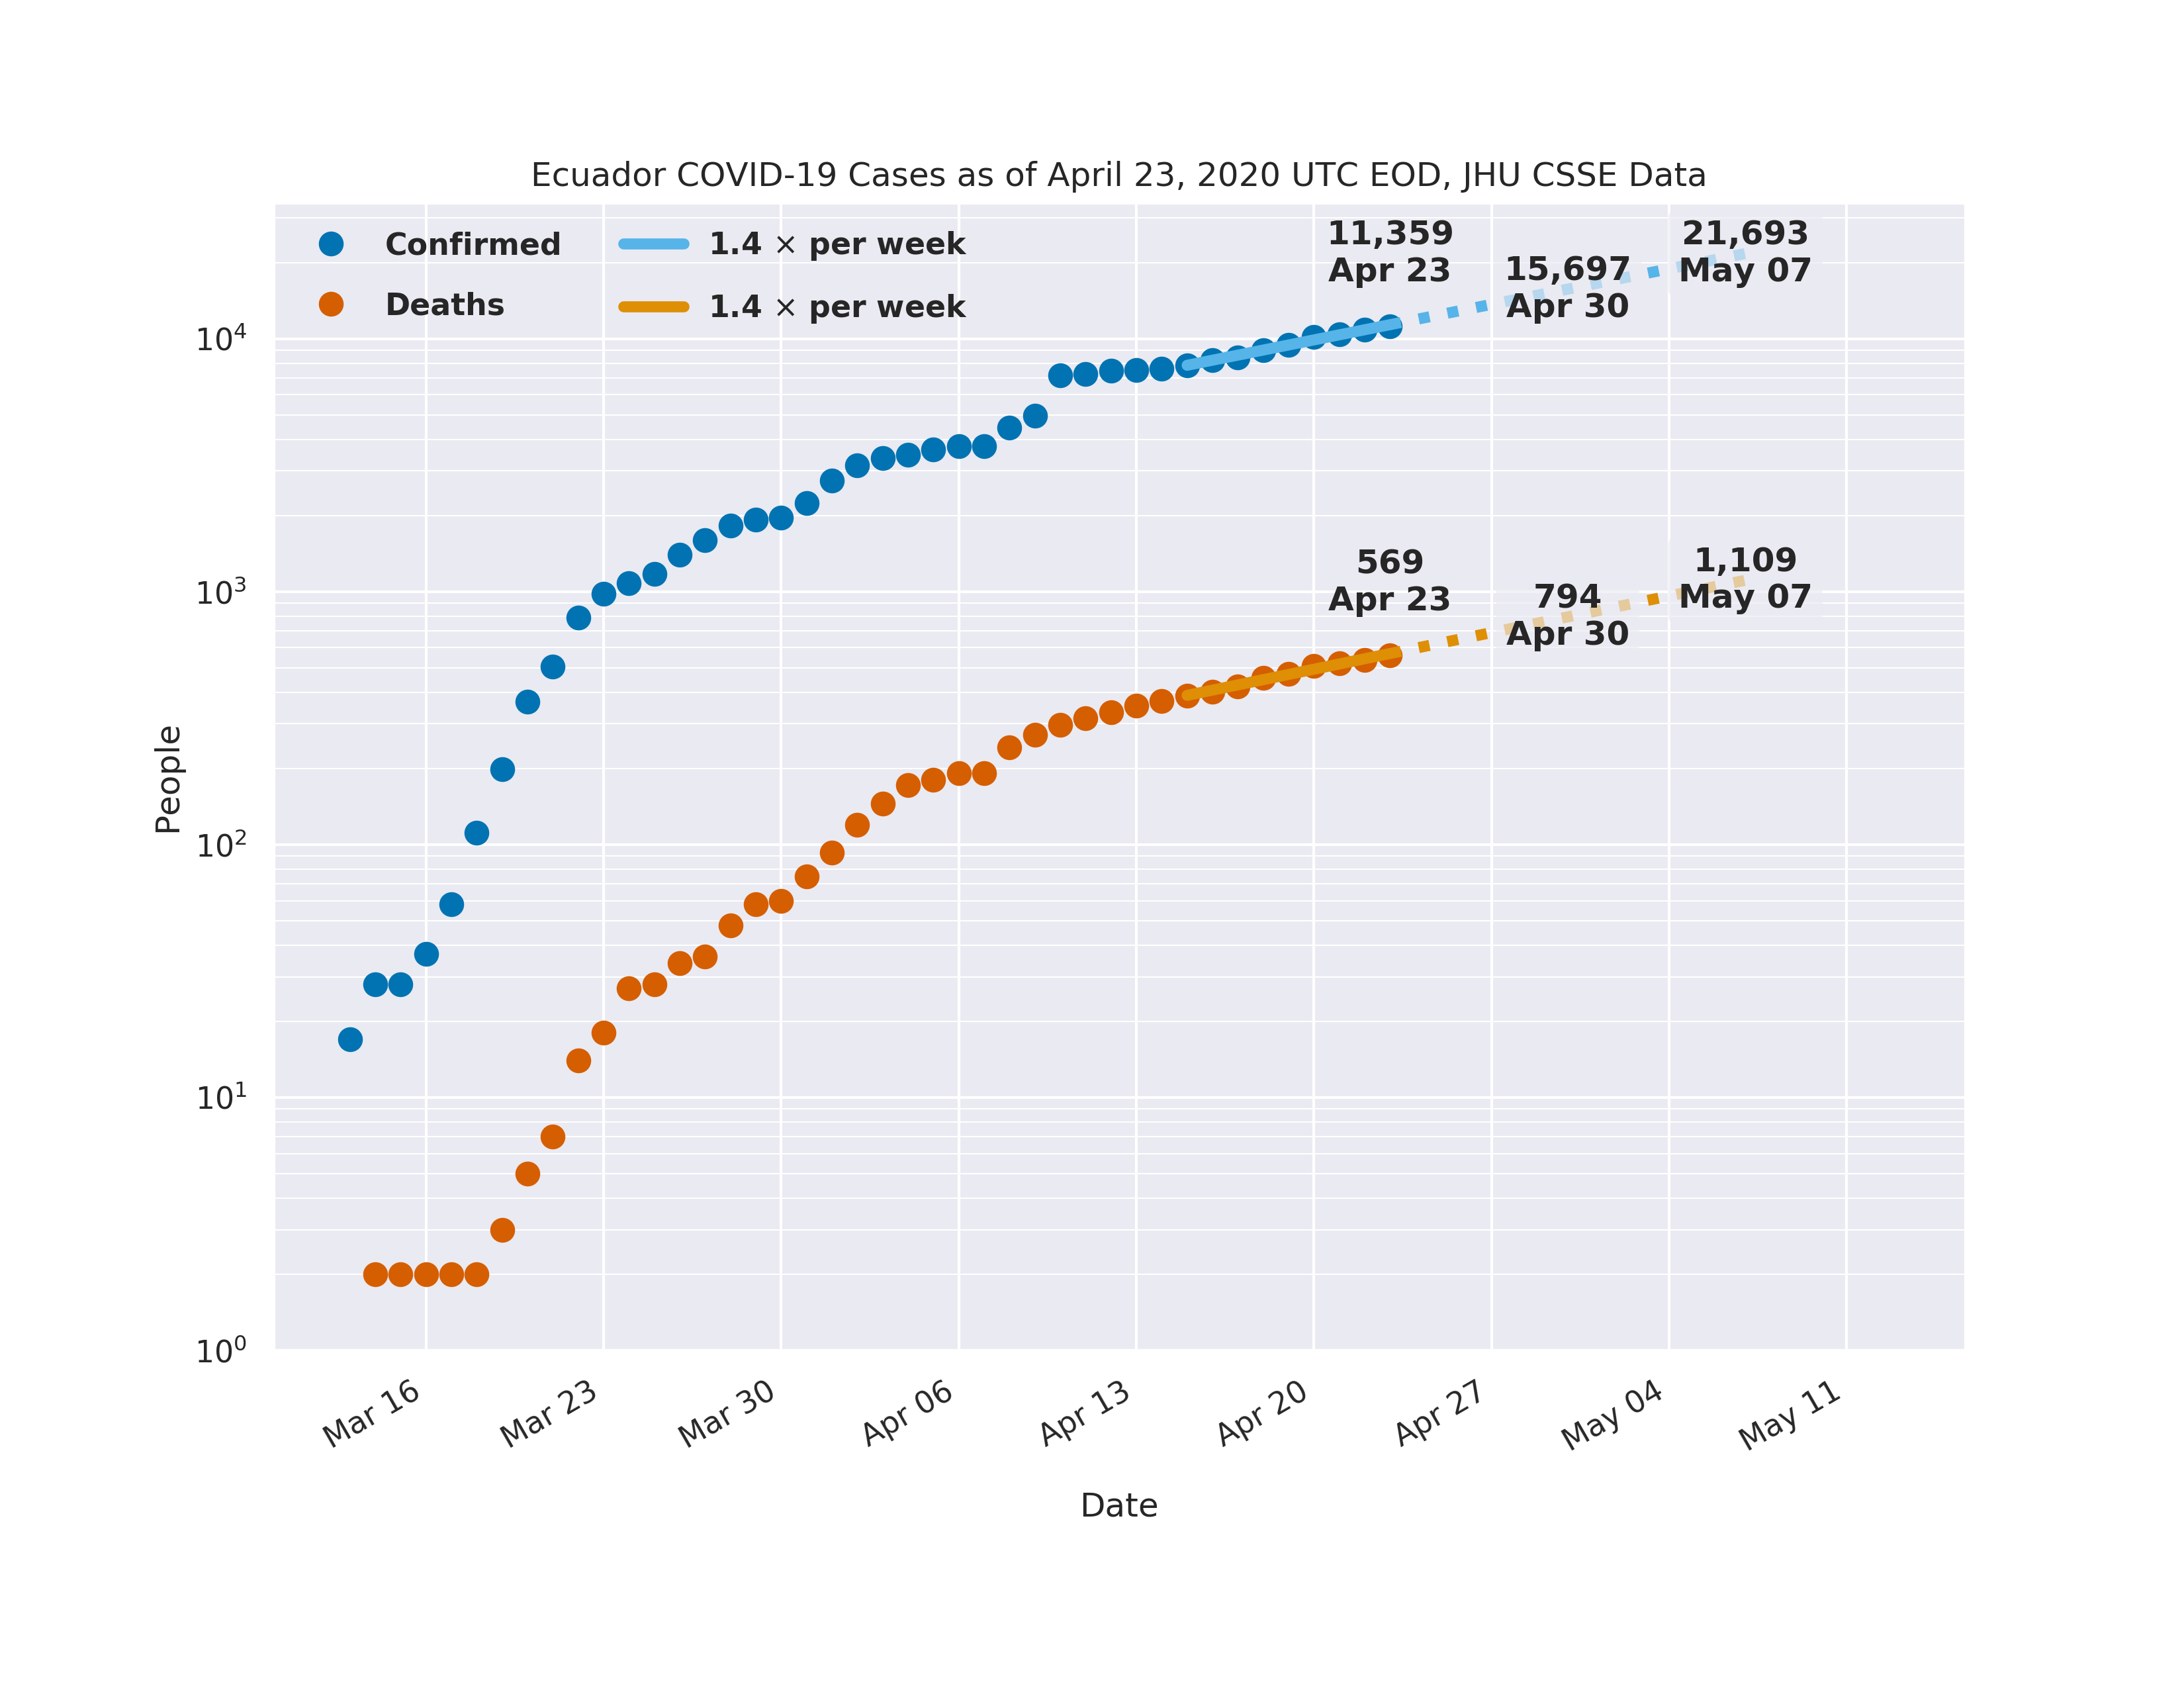 Ecuador COVID-19 Cases as of April 23, 2020 UTC EOD, JHU CSSE Data
Confirmed
Deaths
1.4 × per week
1.4 × per week
11,359
Apr 23
15,697
Apr 30
21,693
May 07
569
Apr 23
794
Apr 30
1,109
May 07
People
10⁴
10³
10²
10¹
10⁰
Mar 16
Mar 23
Mar 30
Apr 06
Apr 13
Apr 20
Apr 27
May 04
May 11
Date